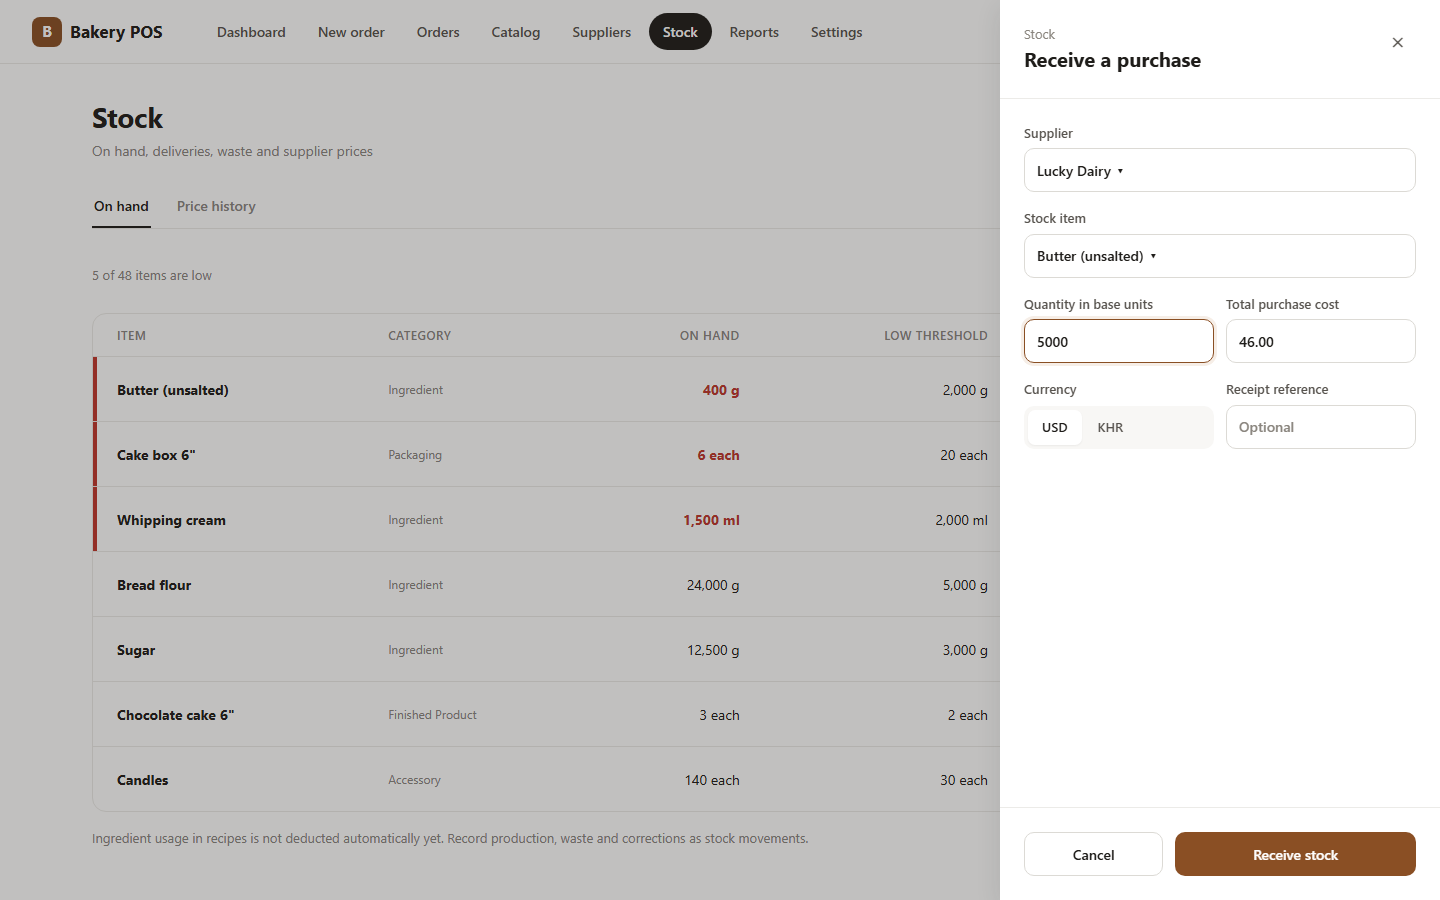 B Bakery POS Dashboard New order Orders Catalog Suppliers Stock Reports Settings
Stock
On hand, deliveries, waste and supplier prices
On hand Price history
5 of 48 items are low
ITEM CATEGORY ON HAND LOW THRESHOLD
Butter (unsalted) Ingredient 400 g 2,000 g
Cake box 6" Packaging 6 each 20 each
Whipping cream Ingredient 1,500 ml 2,000 ml
Bread flour Ingredient 24,000 g 5,000 g
Sugar Ingredient 12,500 g 3,000 g
Chocolate cake 6" Finished Product 3 each 2 each
Candles Accessory 140 each 30 each
Ingredient usage in recipes is not deducted automatically yet. Record production, waste and corrections as stock movements.
Stock
Receive a purchase
Supplier
Lucky Dairy
Stock item
Butter (unsalted)
Quantity in base units Total purchase cost
5000 46.00
Currency Receipt reference
USD KHR Optional
Cancel Receive stock